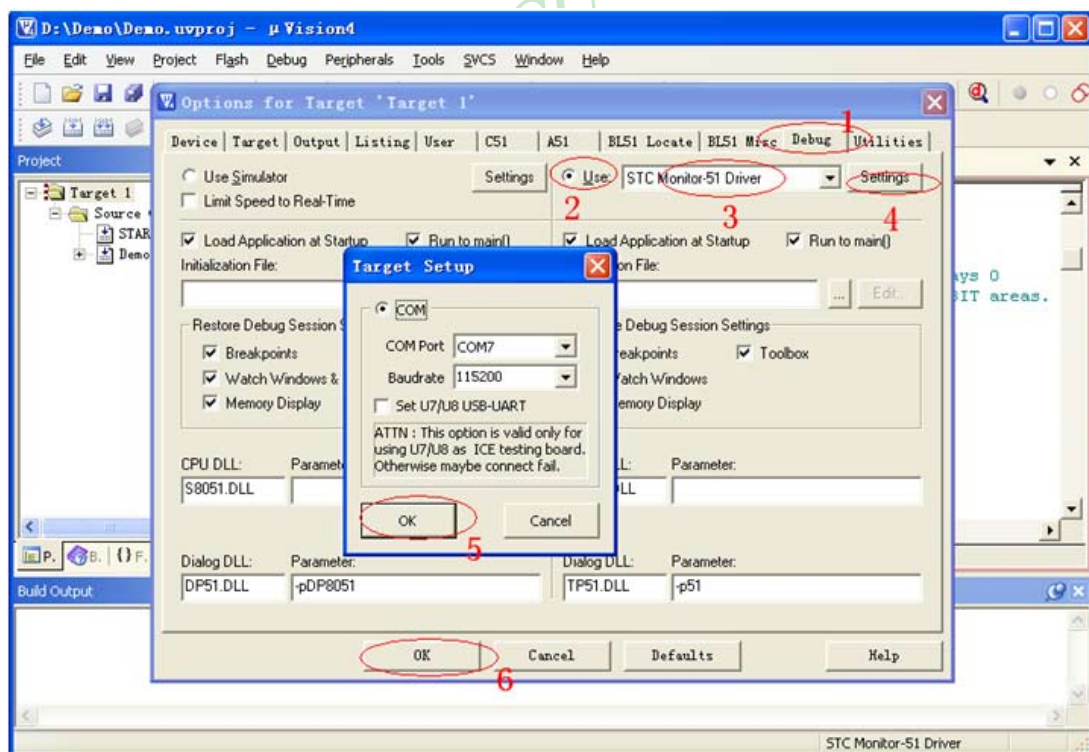 D:\Demo\Demo.uvproj - µVision4
File Edit View Project Flash Debug Peripherals Tools SVCS Window Help
Options for Target 'Target 1'
1
Device Target Output Listing User C51 A51 BL51 Locate BL51 Misc Debug Utilities
Project
Target 1
Source
STAR
Demo
Use Simulator
Settings
Limit Speed to Real-Time
Use: STC Monitor-51 Driver
Settings
2
3
4
Load Application at Startup
Run to main()
Load Application at Startup
Run to main()
Initialization File:
on File:
...
Edit...
ays 0
BIT areas.
Restore Debug Session S
Breakpoints
Watch Windows &
Memory Display
e Debug Session Settings
reakpoints
Toolbox
atch Windows
emory Display
Target Setup
COM
COM Port COM7
Baudrate 115200
Set U7/U8 USB-UART
ATTN : This option is valid only for
using U7/U8 as ICE testing board.
Otherwise maybe connect fail.
OK
Cancel
5
CPU DLL:
Paramet
S8051.DLL
LL:
Parameter:
DLL
Dialog DLL:
Parameter:
DP51.DLL
-pDP8051
Dialog DLL:
Parameter:
TP51.DLL
-p51
P.
B.
{} F.
Build Output
OK
Cancel
Defaults
Help
6
STC Monitor-51 Driver